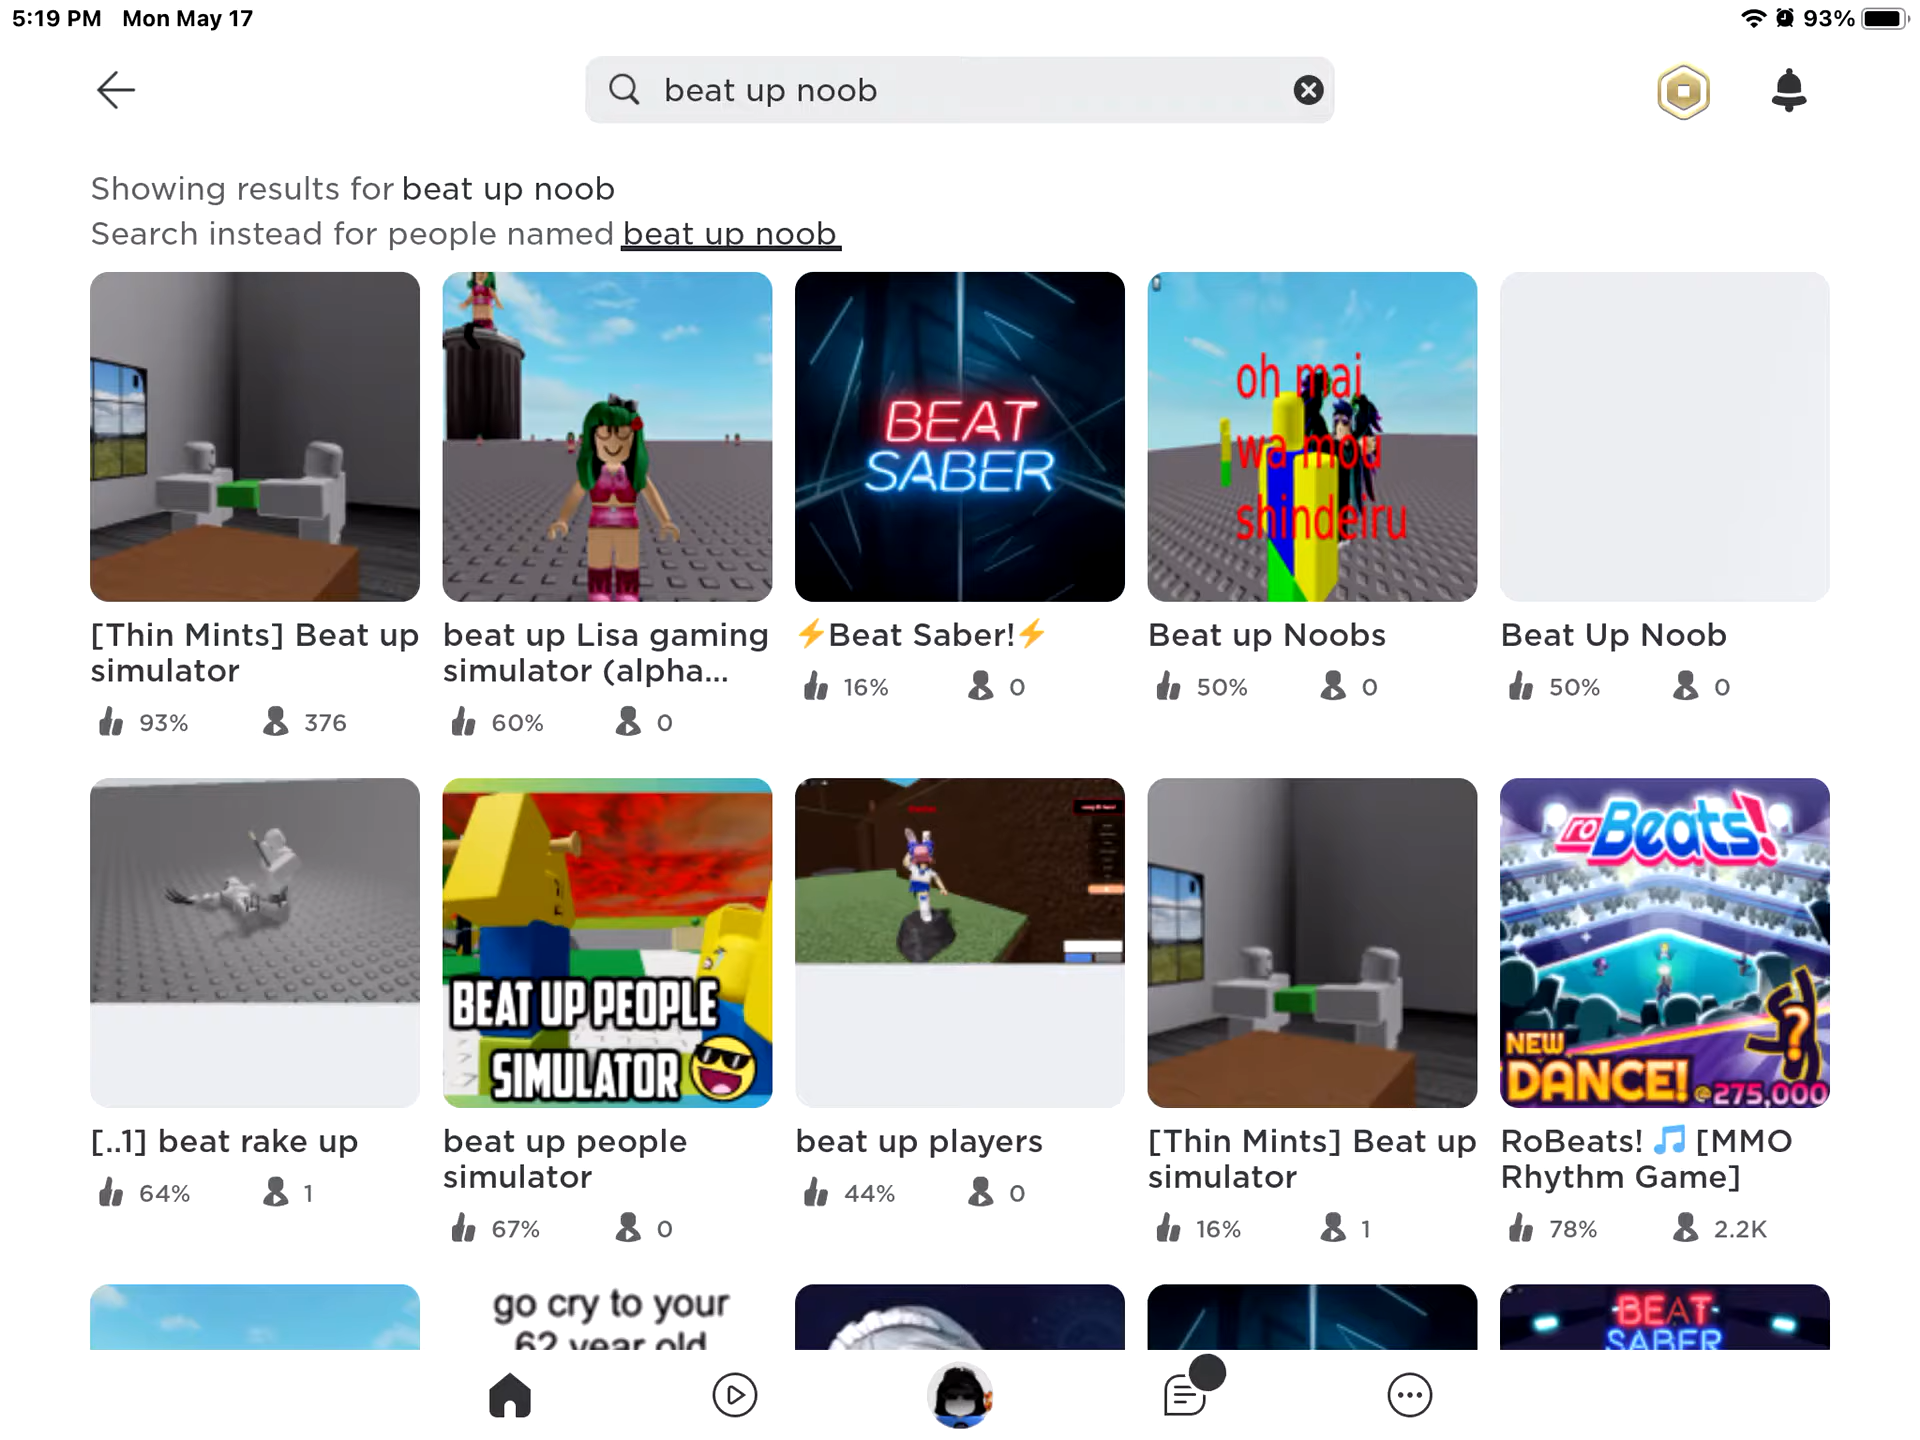 5:19 PM Mon May 17
93%
beat up noob
Showing results for beat up noob
Search instead for people named beat up noob
BEAT
SABER
oh mai
wa mou
shindeiru
[Thin Mints] Beat up
simulator
93% 376
beat up Lisa gaming
simulator (alpha...
60% 0
⚡Beat Saber!⚡
16% 0
Beat up Noobs
50% 0
Beat Up Noob
50% 0
BEAT UP PEOPLE
SIMULATOR
roBeats!
NEW
DANCE!
275,000
[..1] beat rake up
64% 1
beat up people
simulator
67% 0
beat up players
44% 0
[Thin Mints] Beat up
simulator
16% 1
RoBeats! 🎵 [MMO
Rhythm Game]
78% 2.2K
go cry to your
62 year old
BEAT
SABER